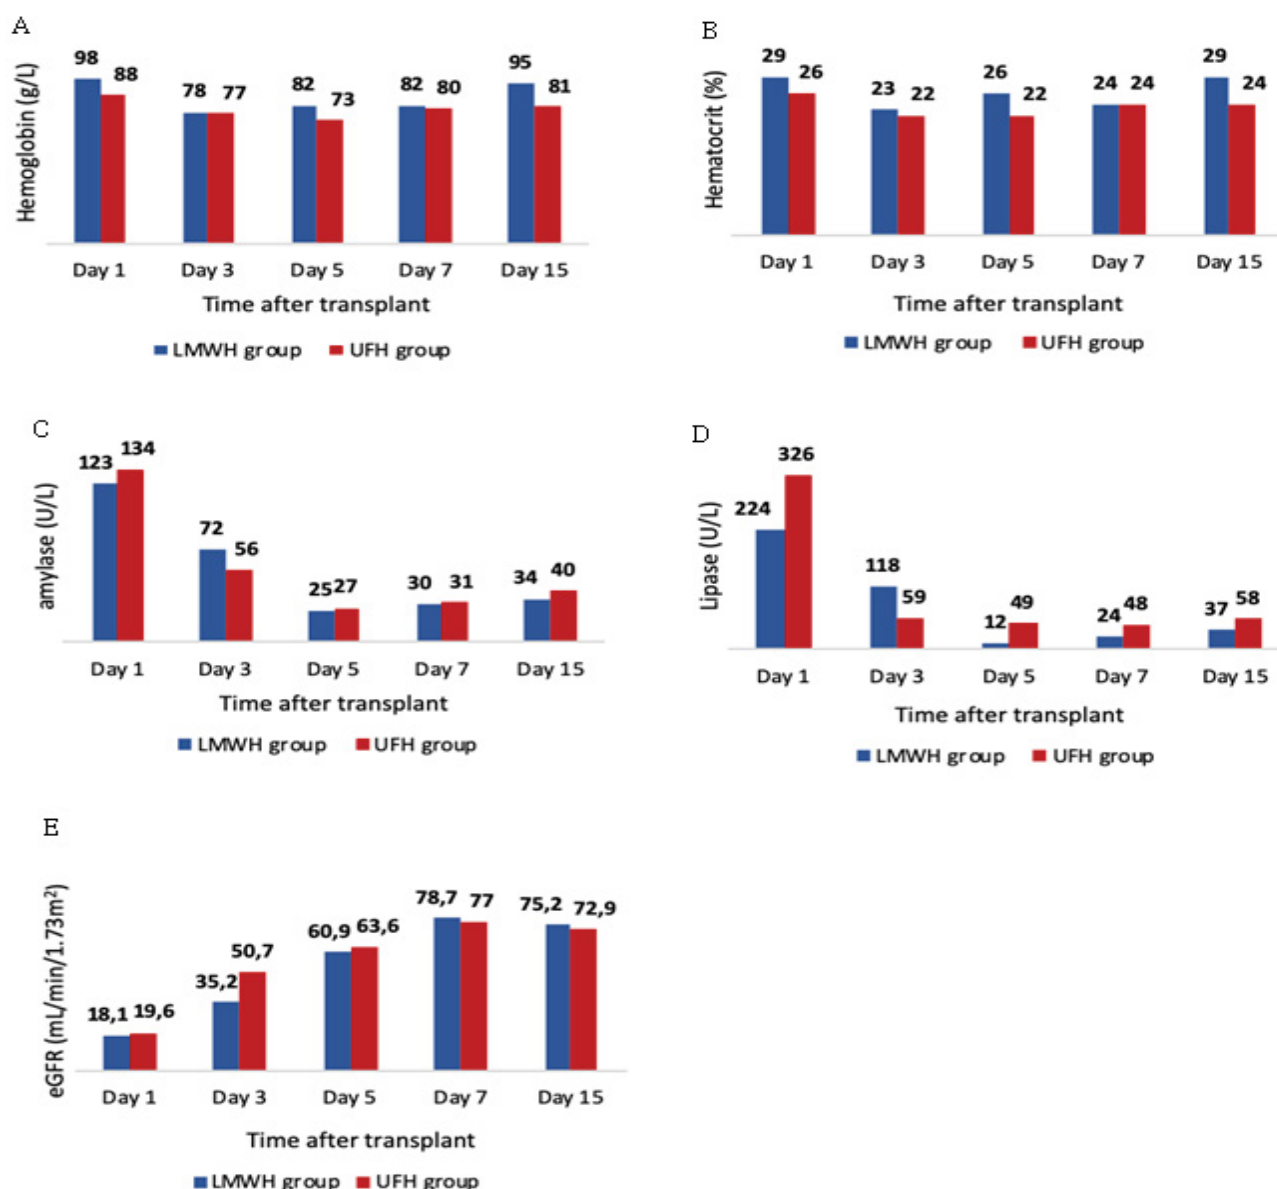 A
Hemoglobin (g/L)
98 88 78 77 82 73 82 80 95 81
Day 1 Day 3 Day 5 Day 7 Day 15
Time after transplant
LMWH group UFH group
B
Hematocrit (%)
29 26 23 22 26 22 24 24 29 24
Day 1 Day 3 Day 5 Day 7 Day 15
Time after transplant
LMWH group UFH group
C
amylase (U/L)
123 134 72 56 25 27 30 31 34 40
Day 1 Day 3 Day 5 Day 7 Day 15
Time after transplant
LMWH group UFH group
D
Lipase (U/L)
224 326 118 59 12 49 24 48 37 58
Day 1 Day 3 Day 5 Day 7 Day 15
Time after transplant
LMWH group UFH group
E
eGFR (mL/min/1.73m²)
18,1 19,6 35,2 50,7 60,9 63,6 78,7 77 75,2 72,9
Day 1 Day 3 Day 5 Day 7 Day 15
Time after transplant
LMWH group UFH group